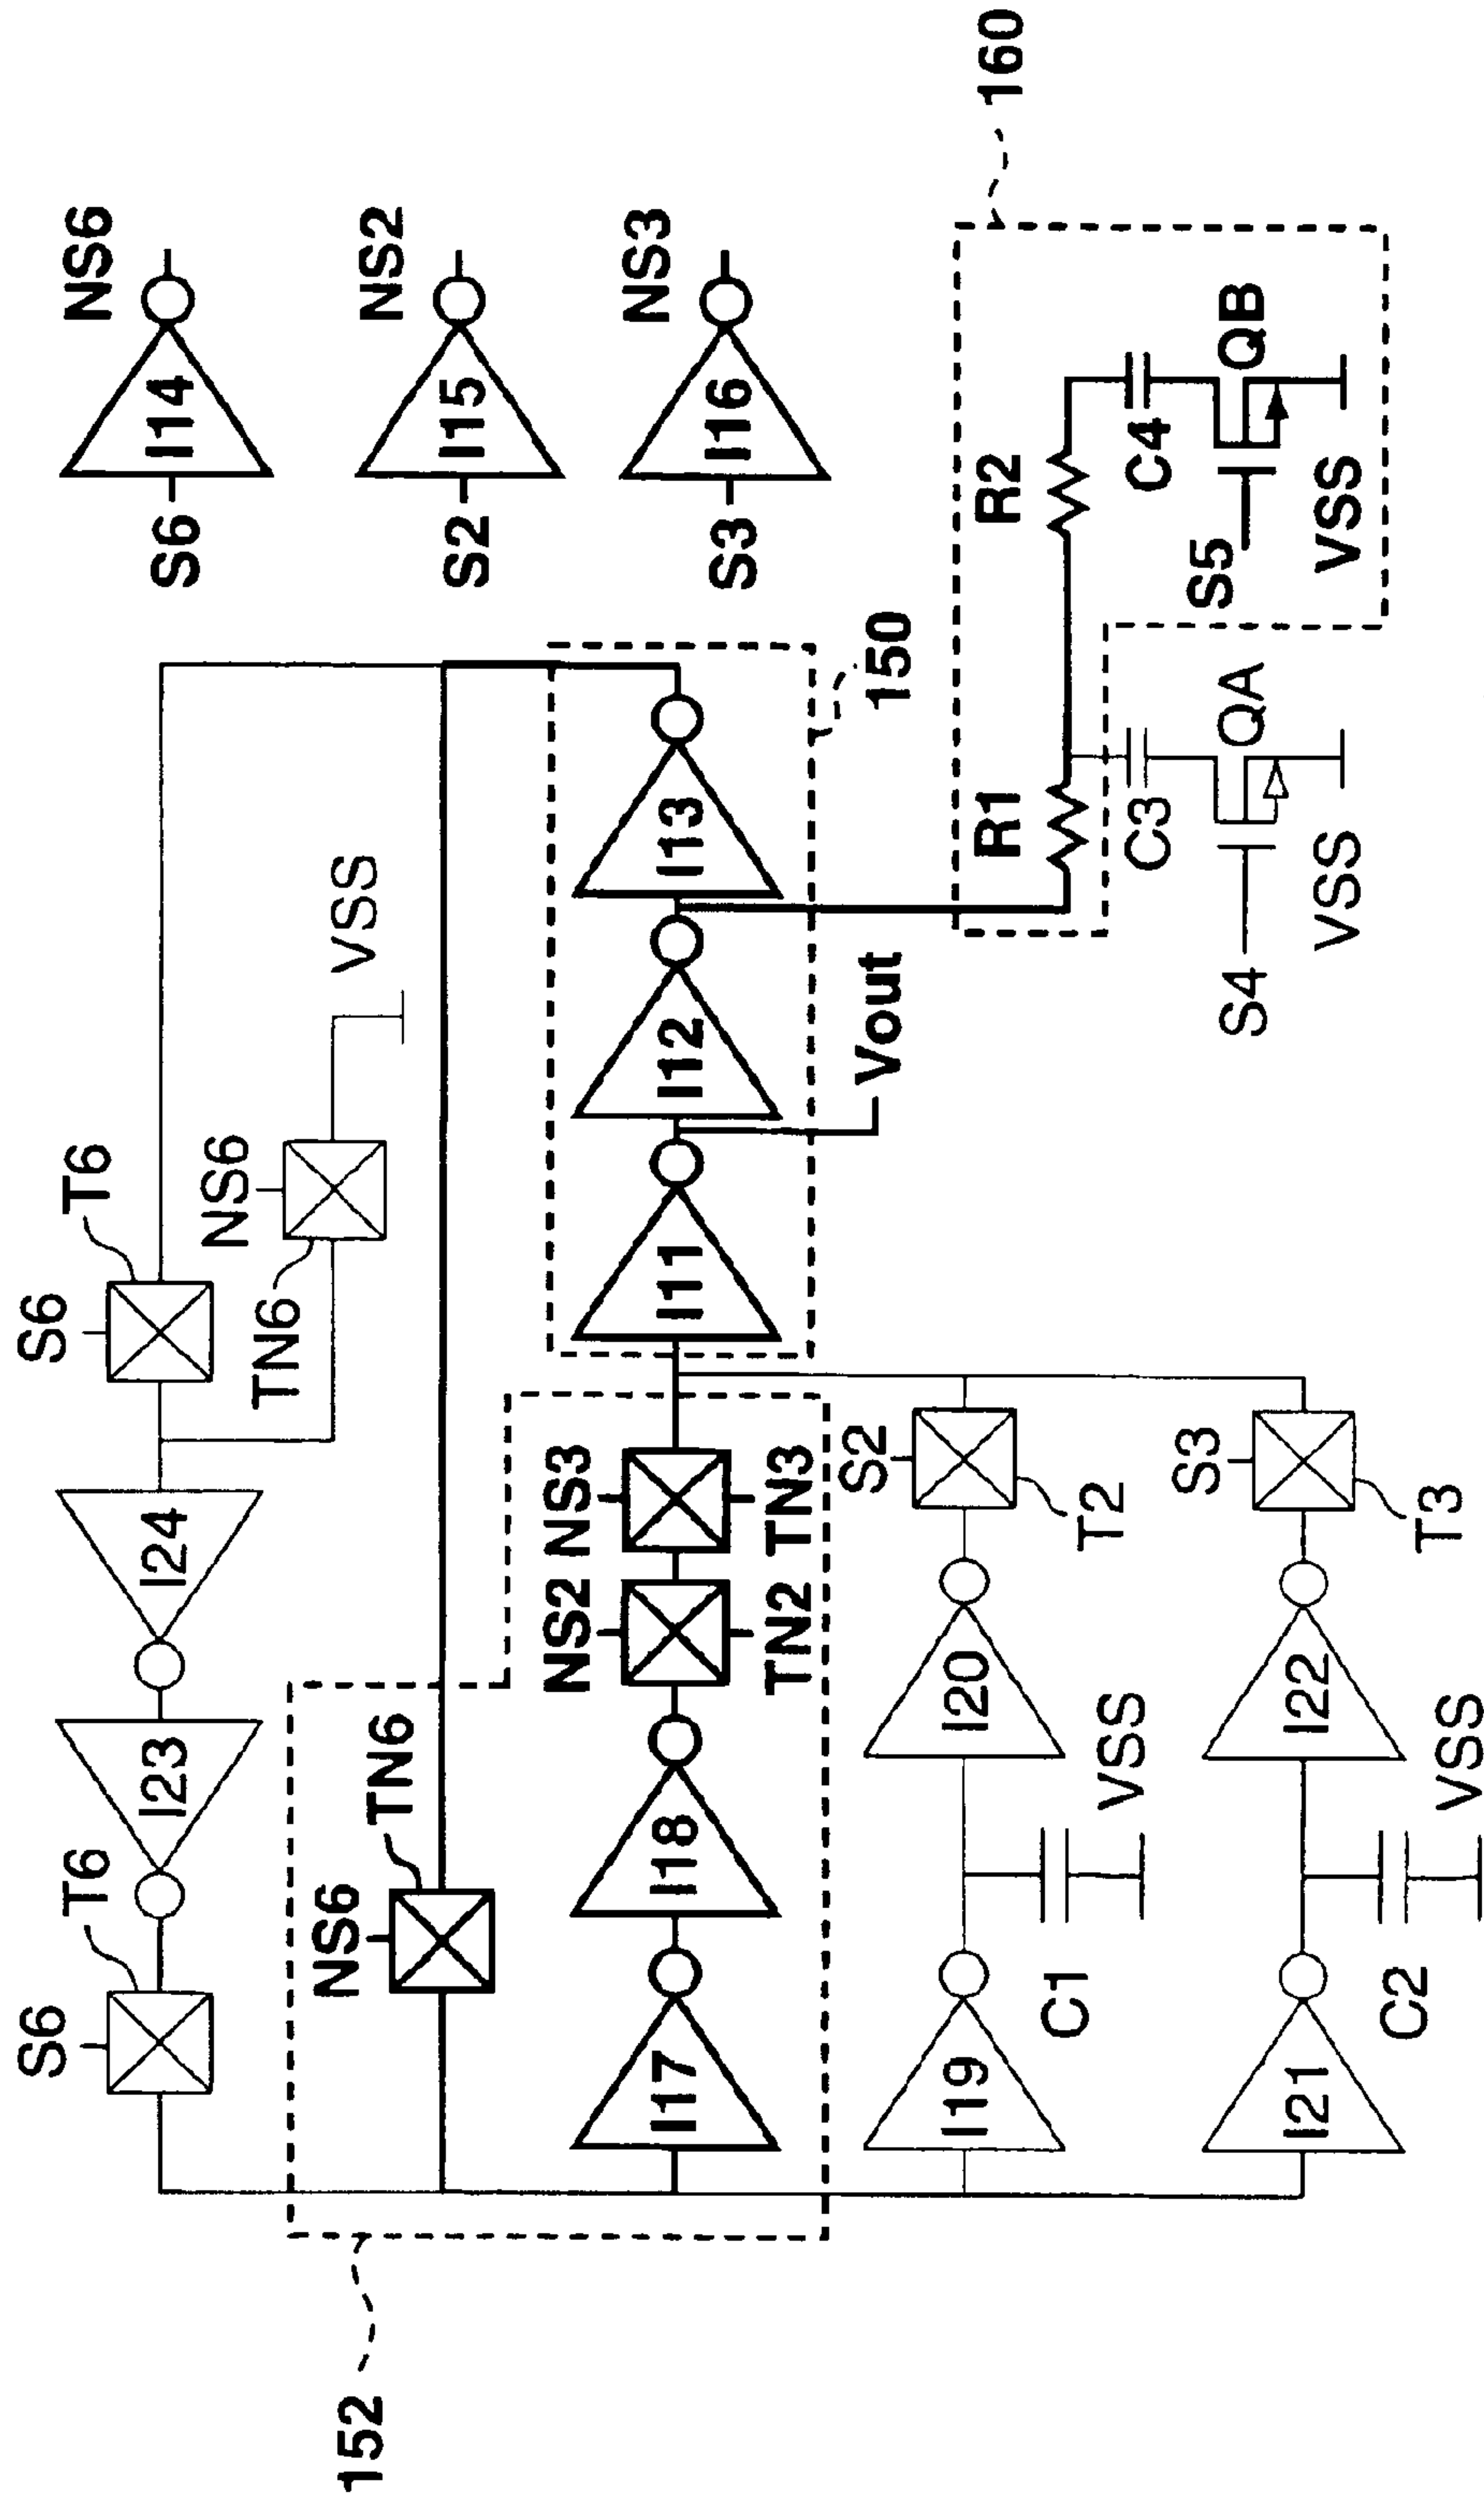 S6
T6
S6
T6
I23
I24
TN6
NS6
VSS
S6
I14
NS6
152
NS6
TN6
S2
I15
NS2
I17
I18
NS2
NS3
TN2
TN3
I11
I12
I13
Vout
150
S3
I16
NS3
I19
C1
VSS
I20
S2
T2
R1
R2
160
I21
C2
VSS
I22
S3
T3
S4
C3
QA
VSS
S5
C4
QB
VSS